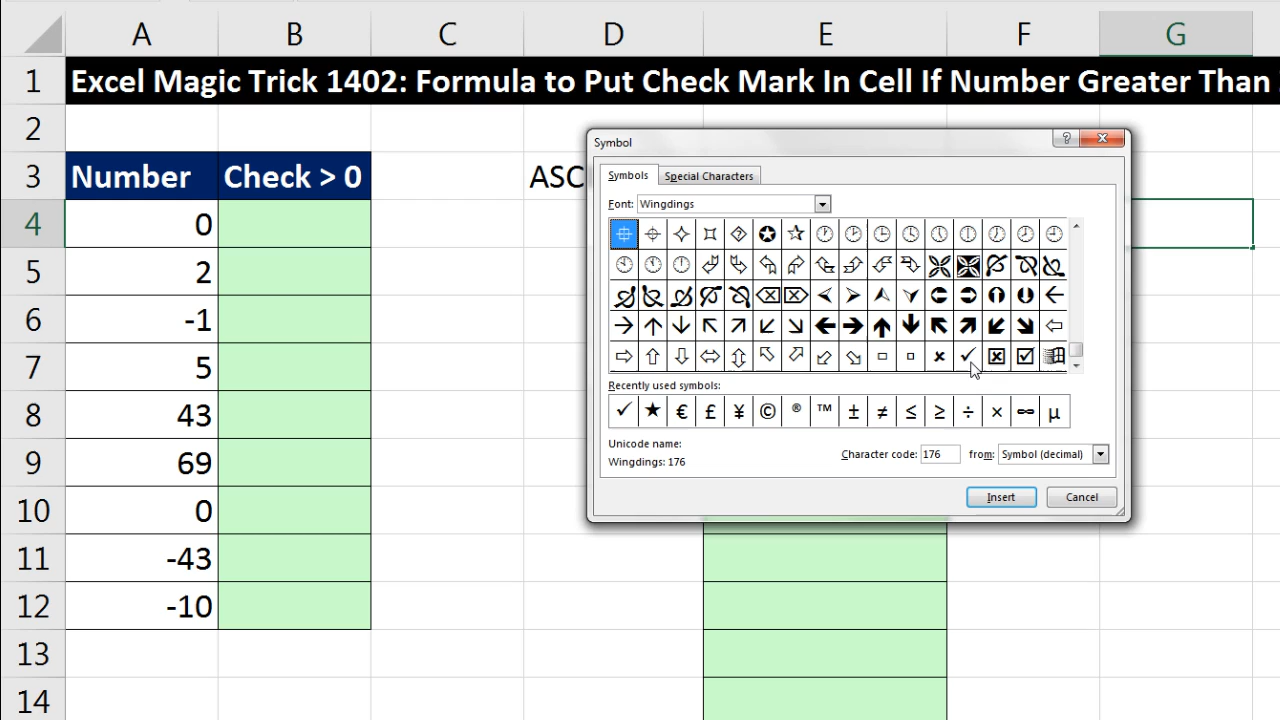 A B C D E F G
1 Excel Magic Trick 1402: Formula to Put Check Mark In Cell If Number Greater Than
2
Symbol
3 Number Check > 0 ASC
Symbols Special Characters
Font: Wingdings
4 0
5 2
6 -1
7 5
8 43
Recently used symbols:
✓ ★ € £ ¥ © ® ™ ± ≠ ≤ ≥ ÷ × ∞ µ
Unicode name:
Wingdings: 176
Character code: 176 from: Symbol (decimal)
9 69
Insert Cancel
10 0
11 -43
12 -10
13
14